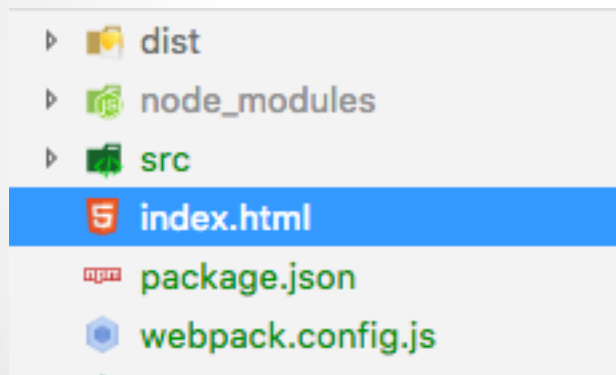 dist
node_modules
src
index.html
package.json
webpack.config.js